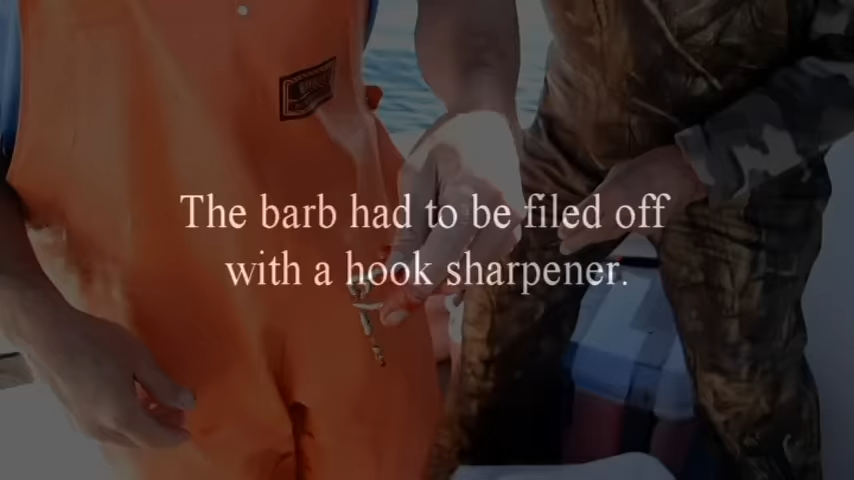 The barb had to be filed off
with a hook sharpener.